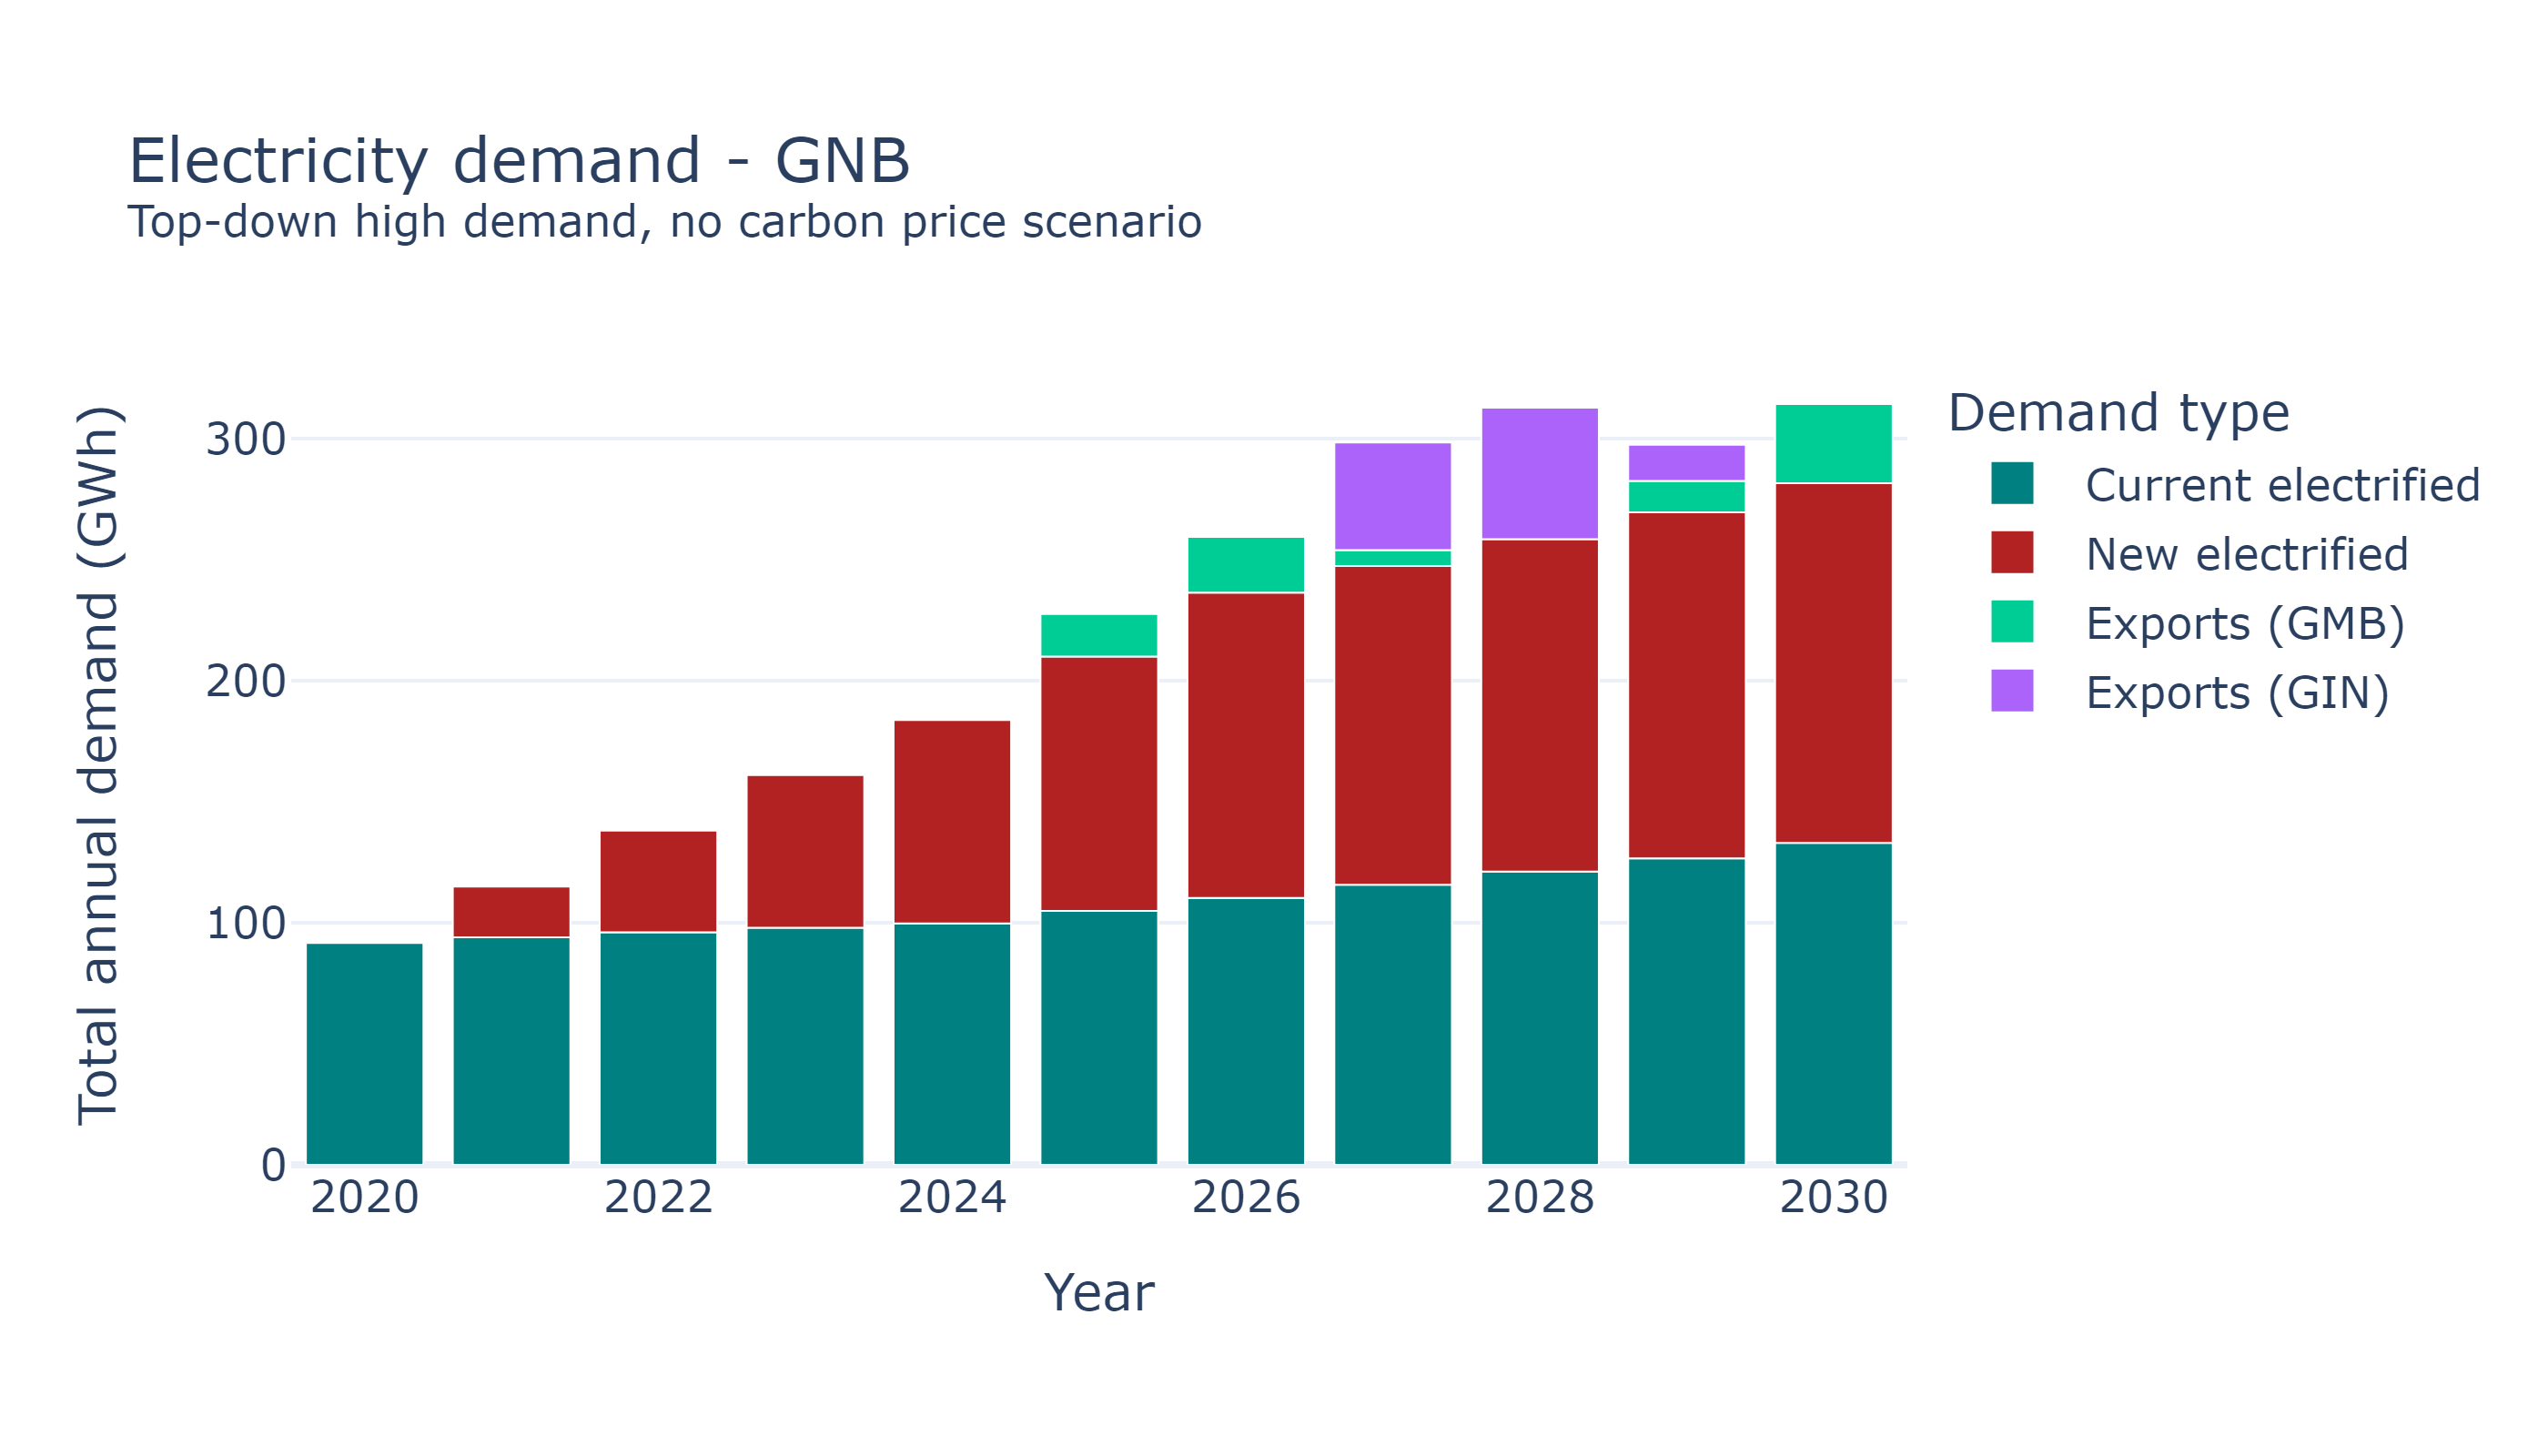 Electricity demand - GNB
Top-down high demand, no carbon price scenario
Total annual demand (GWh)
300
200
100
0
2020
2022
2024
2026
2028
2030
Year
Demand type
Current electrified
New electrified
Exports (GMB)
Exports (GIN)